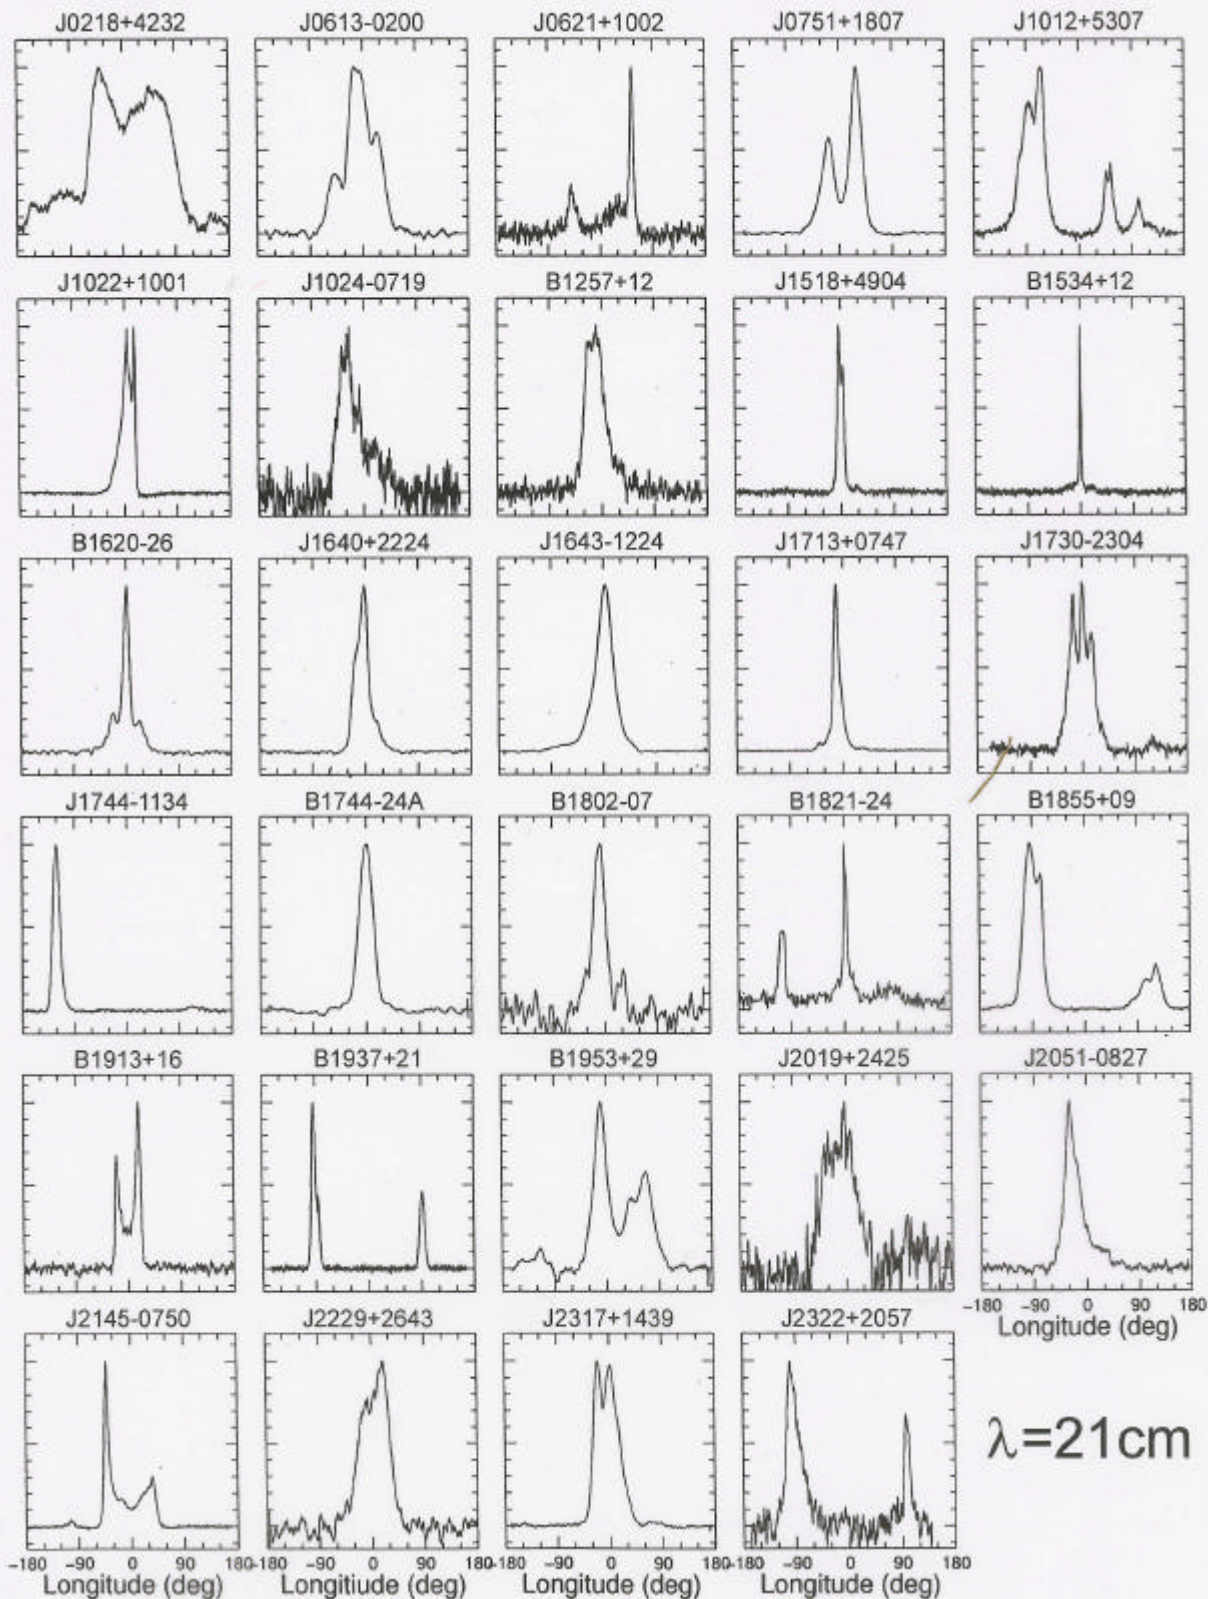 J0218+4232 J0613-0200 J0621+1002 J0751+1807 J1012+5307
J1022+1001 J1024-0719 B1257+12 J1518+4904 B1534+12
B1620-26 J1640+2224 J1643-1224 J1713+0747 J1730-2304
J1744-1134 B1744-24A B1802-07 B1821-24 B1855+09
B1913+16 B1937+21 B1953+29 J2019+2425 J2051-0827
-180 -90 0 90 180
Longitude (deg)
J2145-0750 J2229+2643 J2317+1439 J2322+2057
λ=21cm
-180 -90 0 90 180 -90 0 90 180 -90 0 90 180 -90 0 90 180
Longitude (deg) Longitude (deg) Longitude (deg) Longitude (deg)